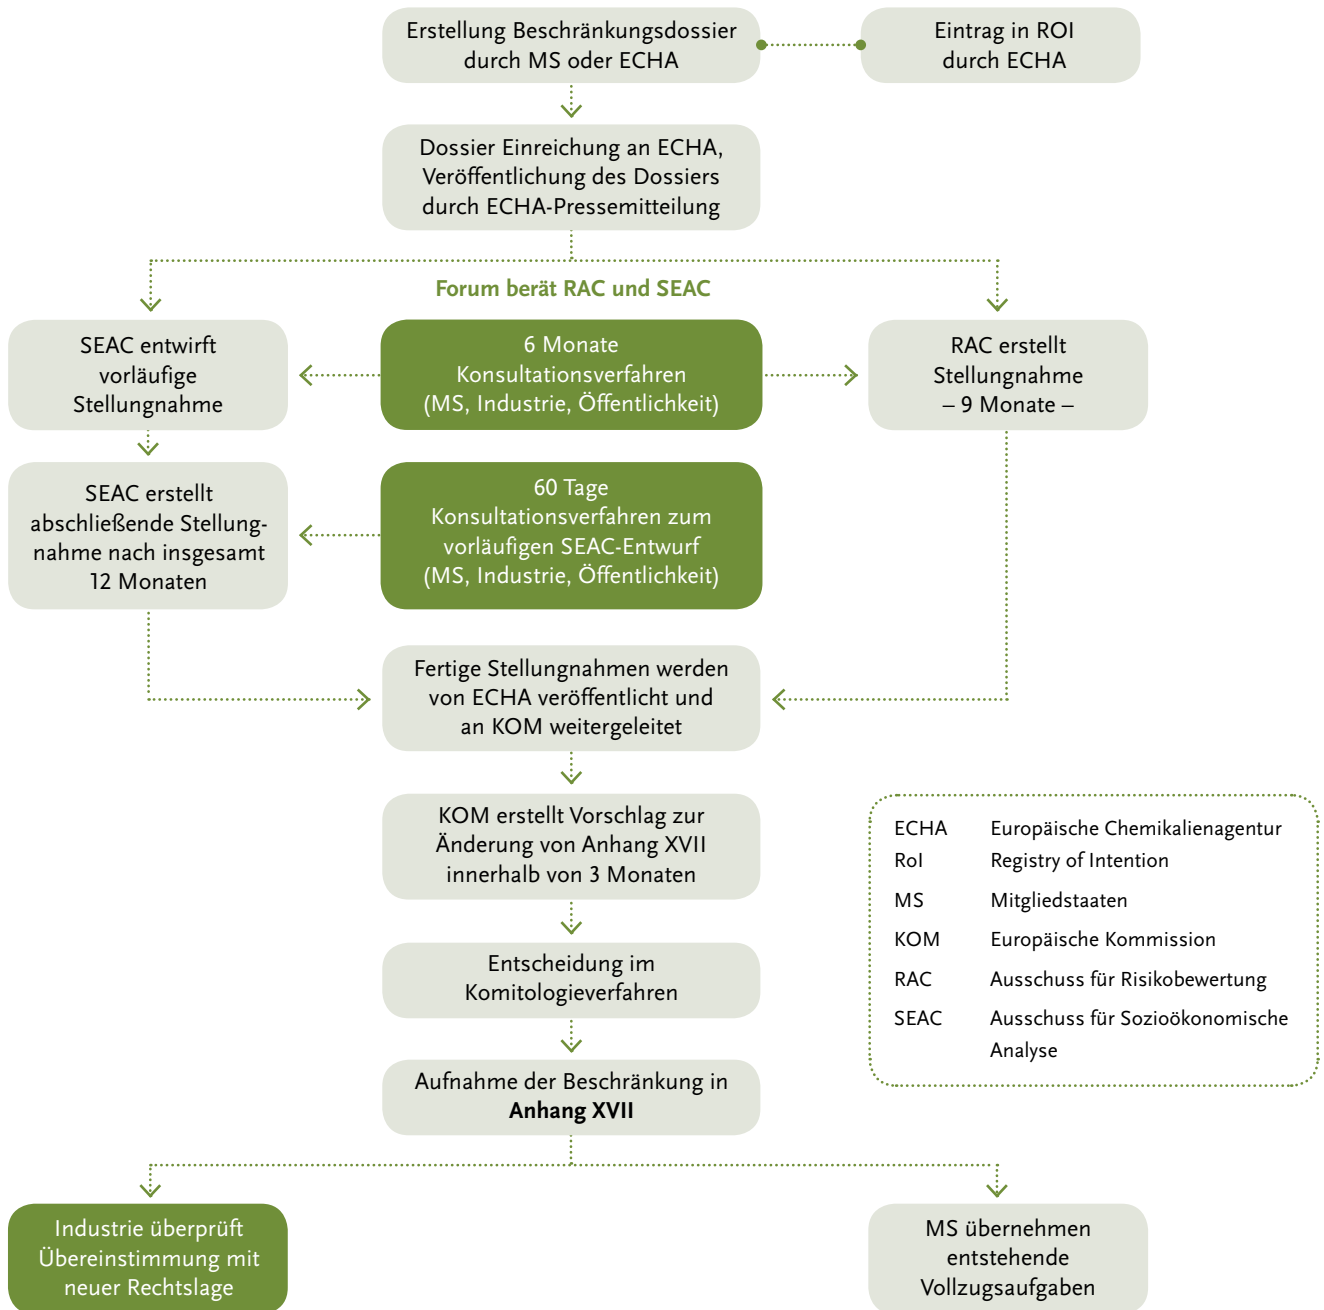 Erstellung Beschränkungsdossier
durch MS oder ECHA
Eintrag in ROI
durch ECHA
Dossier Einreichung an ECHA,
Veröffentlichung des Dossiers
durch ECHA-Pressemitteilung
Forum berät RAC und SEAC
SEAC entwirft
vorläufige
Stellungnahme
6 Monate
Konsultationsverfahren
(MS, Industrie, Öffentlichkeit)
RAC erstellt
Stellungnahme
– 9 Monate –
SEAC erstellt
abschließende Stellung-
nahme nach insgesamt
12 Monaten
60 Tage
Konsultationsverfahren zum
vorläufigen SEAC-Entwurf
(MS, Industrie, Öffentlichkeit)
Fertige Stellungnahmen werden
von ECHA veröffentlicht und
an KOM weitergeleitet
KOM erstellt Vorschlag zur
Änderung von Anhang XVII
innerhalb von 3 Monaten
Entscheidung im
Komitologieverfahren
Aufnahme der Beschränkung in
Anhang XVII
ECHA Europäische Chemikalienagentur
RoI Registry of Intention
MS Mitgliedstaaten
KOM Europäische Kommission
RAC Ausschuss für Risikobewertung
SEAC Ausschuss für Sozioökonomische
Analyse
Industrie überprüft
Übereinstimmung mit
neuer Rechtslage
MS übernehmen
entstehende
Vollzugsaufgaben